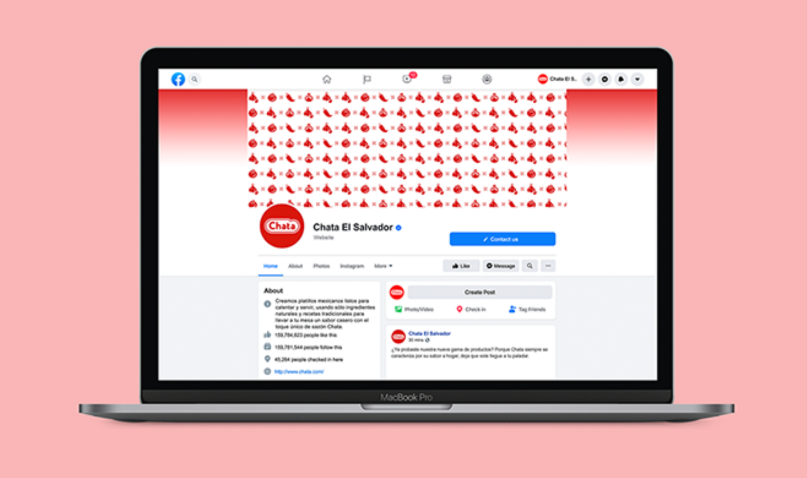 Chata El S..
Chata
Chata El Salvador
Website
Contact us
Home About Photos Instagram More
Like Message
About
Creamos platillos mexicanos listos para
calentar y servir, usando sólo ingredientes
naturales y recetas tradicionales para
llevar a tu mesa un sabor casero con el
toque único de sazón Chata.
159,784,623 people like this
159,761,544 people follow this
45,264 people checked in here
http://www.chata.com/
Create Post
Photo/Video Check in Tag Friends
Chata El Salvador
30 mins
¿Ya probaste nuestra nueva gama de productos? Porque Chata siempre se
caracteriza por su sabor a hogar, deja que este llegue a tu paladar.
MacBook Pro